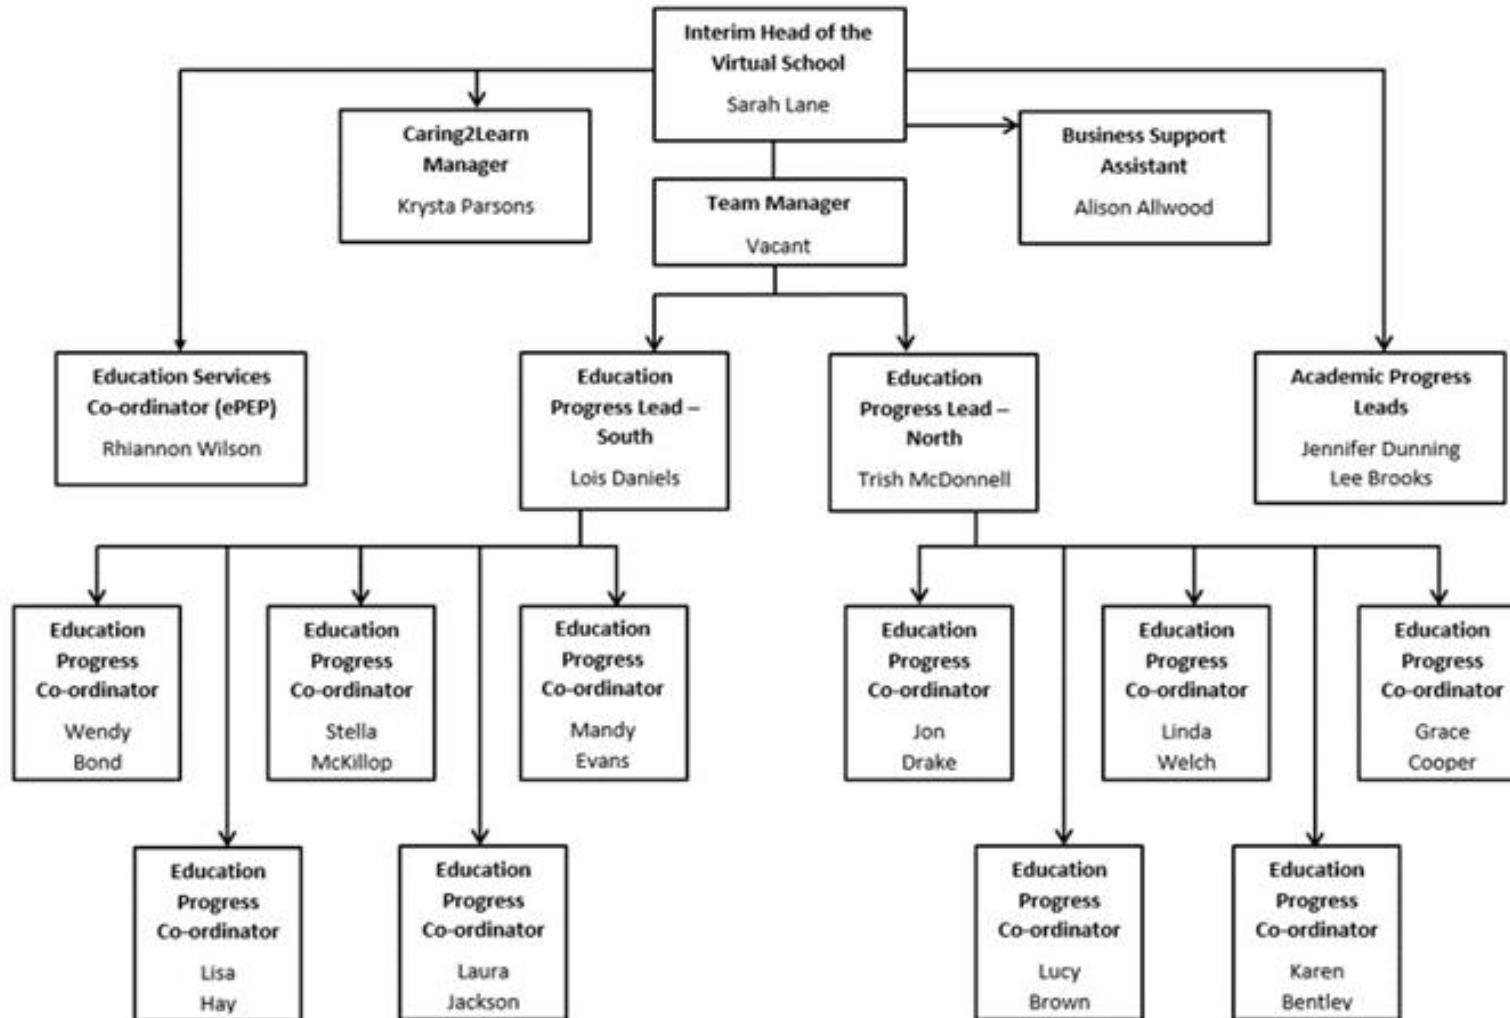 Interim Head of the
Virtual School
Sarah Lane
Caring2Learn
Manager
Krysta Parsons
Business Support
Assistant
Alison Allwood
Team Manager
Vacant
Education Services
Co-ordinator (ePEP)
Rhiannon Wilson
Education
Progress Lead –
South
Lois Daniels
Education
Progress Lead –
North
Trish McDonnell
Academic Progress
Leads
Jennifer Dunning
Lee Brooks
Education
Progress
Co-ordinator
Wendy
Bond
Education
Progress
Co-ordinator
Stella
McKillop
Education
Progress
Co-ordinator
Mandy
Evans
Education
Progress
Co-ordinator
Jon
Drake
Education
Progress
Co-ordinator
Linda
Welch
Education
Progress
Co-ordinator
Grace
Cooper
Education
Progress
Co-ordinator
Lisa
Hay
Education
Progress
Co-ordinator
Laura
Jackson
Education
Progress
Co-ordinator
Lucy
Brown
Education
Progress
Co-ordinator
Karen
Bentley